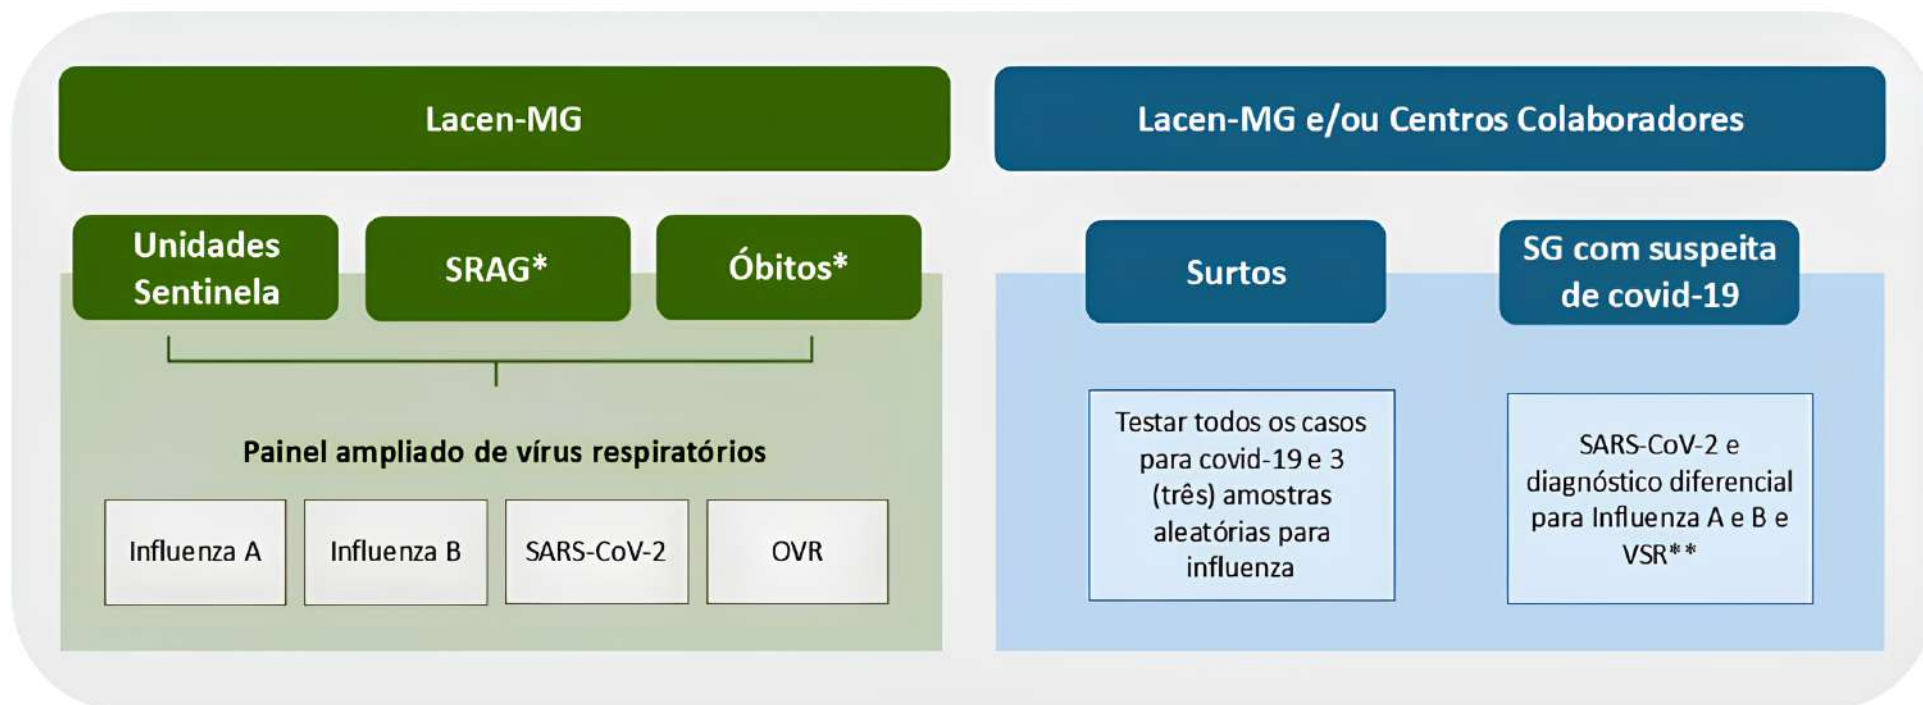 Lacen-MG
Unidades
Sentinela
SRAG*
Óbitos*
Painel ampliado de vírus respiratórios
Influenza A
Influenza B
SARS-CoV-2
OVR
Lacen-MG e/ou Centros Colaboradores
Surtos
SG com suspeita
de covid-19
Testar todos os casos
para covid-19 e 3
(três) amostras
aleatórias para
influenza
SARS-CoV-2 e
diagnóstico diferencial
para Influenza A e B e
VSR**